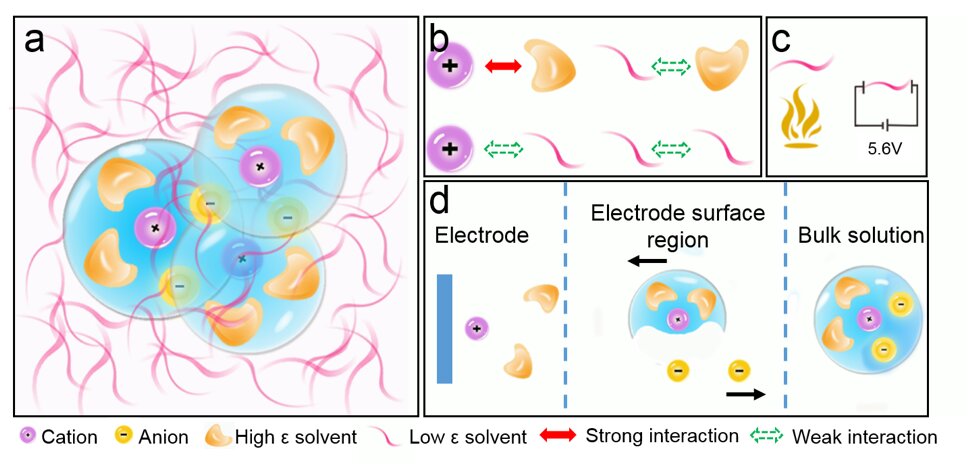 a
b
c
5.6V
d
Electrode
Electrode surface
region
Bulk solution
Cation
Anion
High ε solvent
Low ε solvent
Strong interaction
Weak interaction